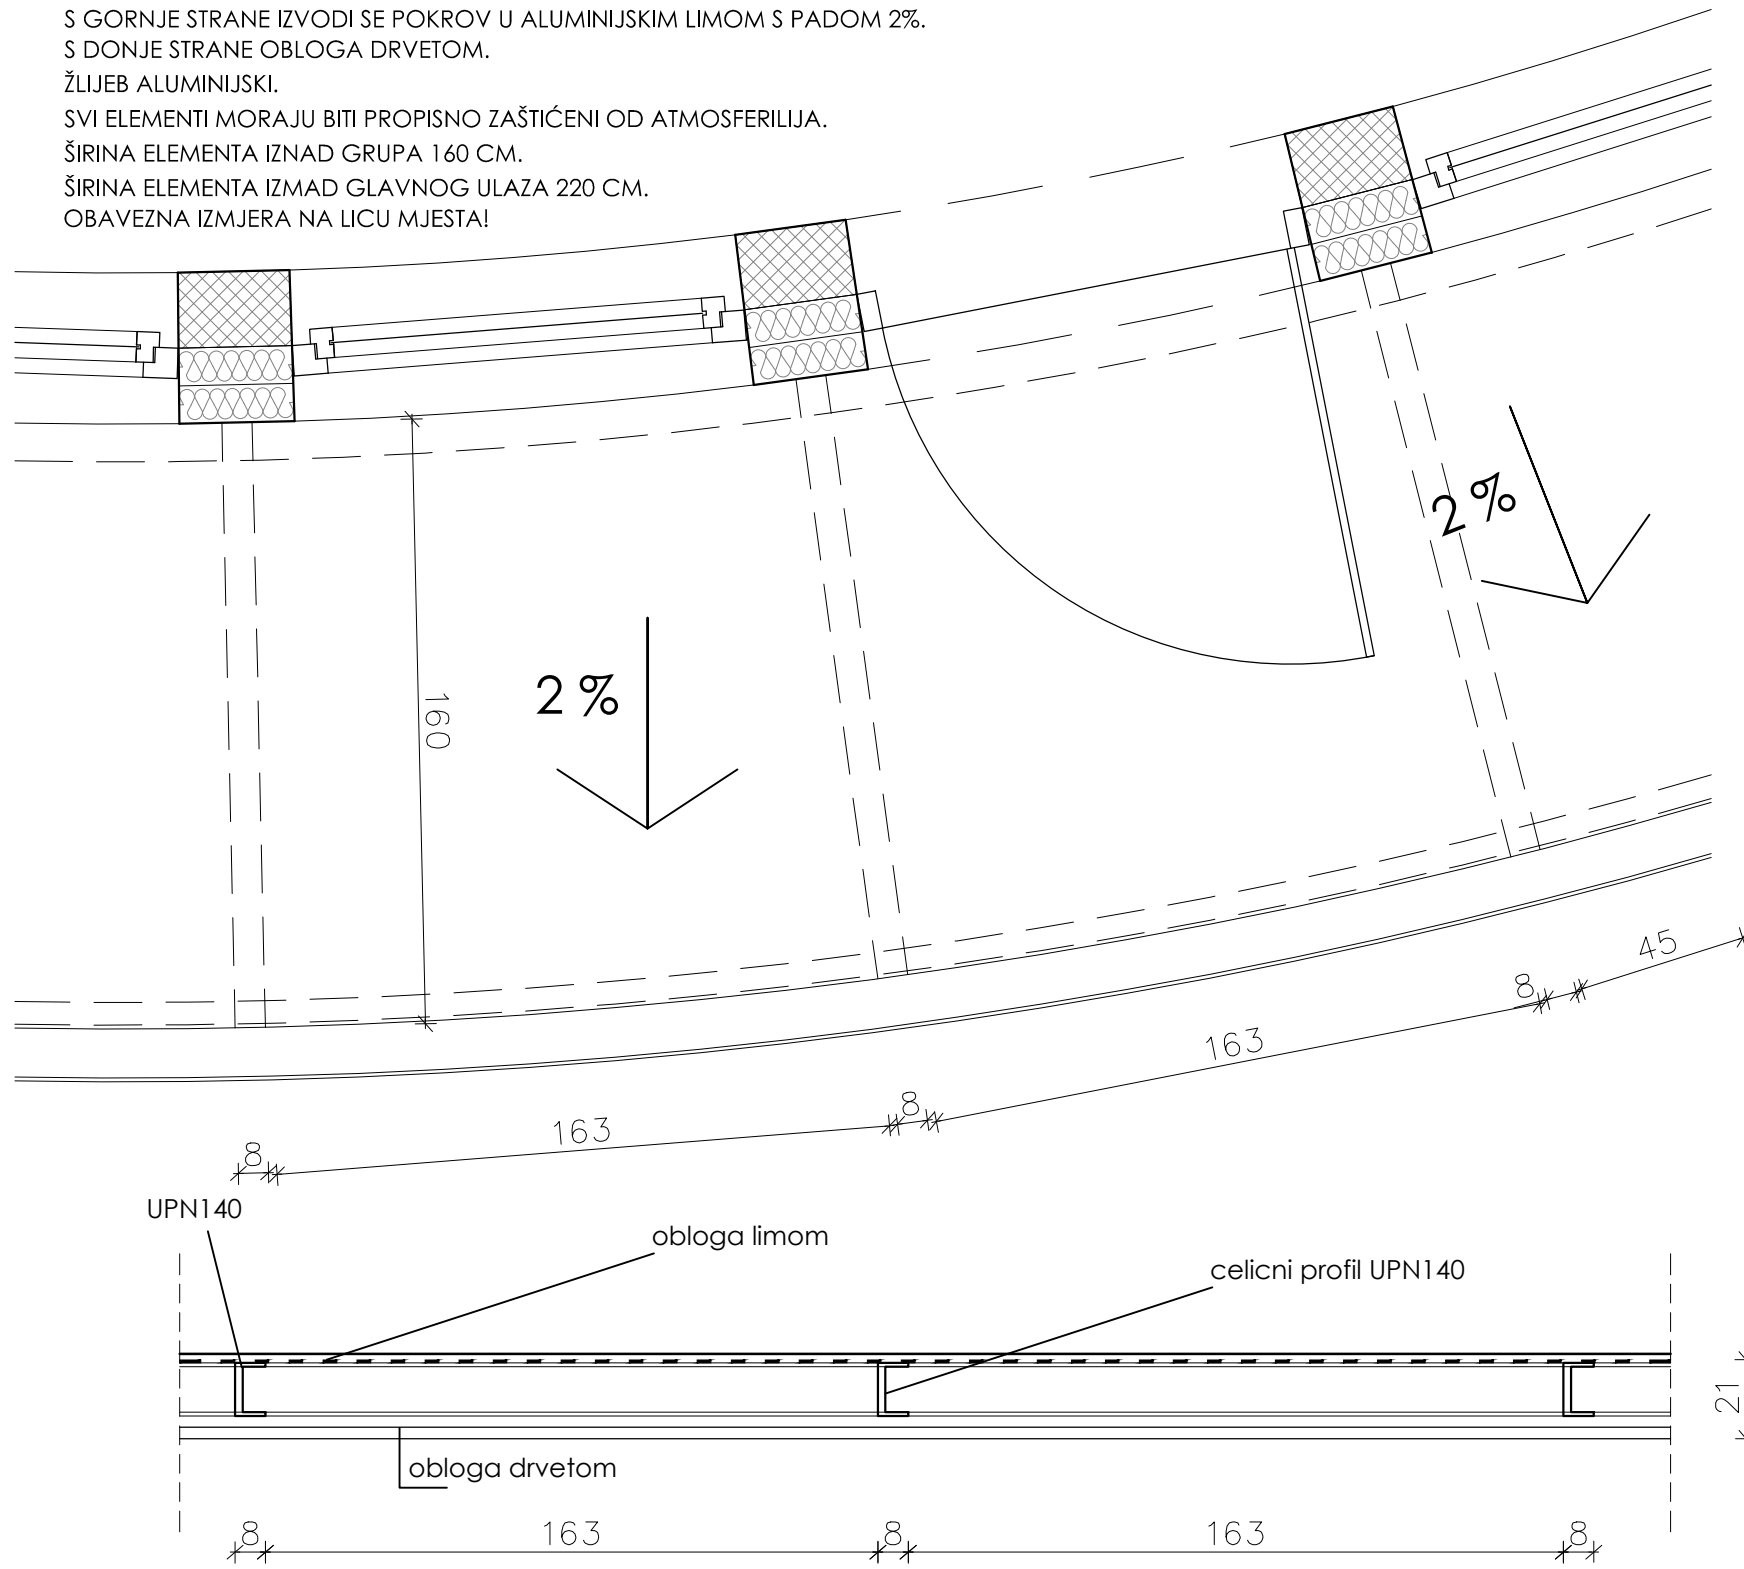 S GORNJE STRANE IZVODI SE POKROV U ALUMINIJSKIM LIMOM S PADOM 2%.
S DONJE STRANE OBLOGA DRVETOM.
ŽLIJEB ALUMINIJSKI.
SVI ELEMENTI MORAJU BITI PROPISNO ZAŠTIĆENI OD ATMOSFERILIJA.
ŠIRINA ELEMENTA IZNAD GRUPA 160 CM.
ŠIRINA ELEMENTA IZMAD GLAVNOG ULAZA 220 CM.
OBAVEZNA IZMJERA NA LICU MJESTA!
2 %
2 %
160
45
8
163
8
163
8
UPN140
obloga limom
celicni profil UPN140
21
obloga drvetom
8
163
8
163
8